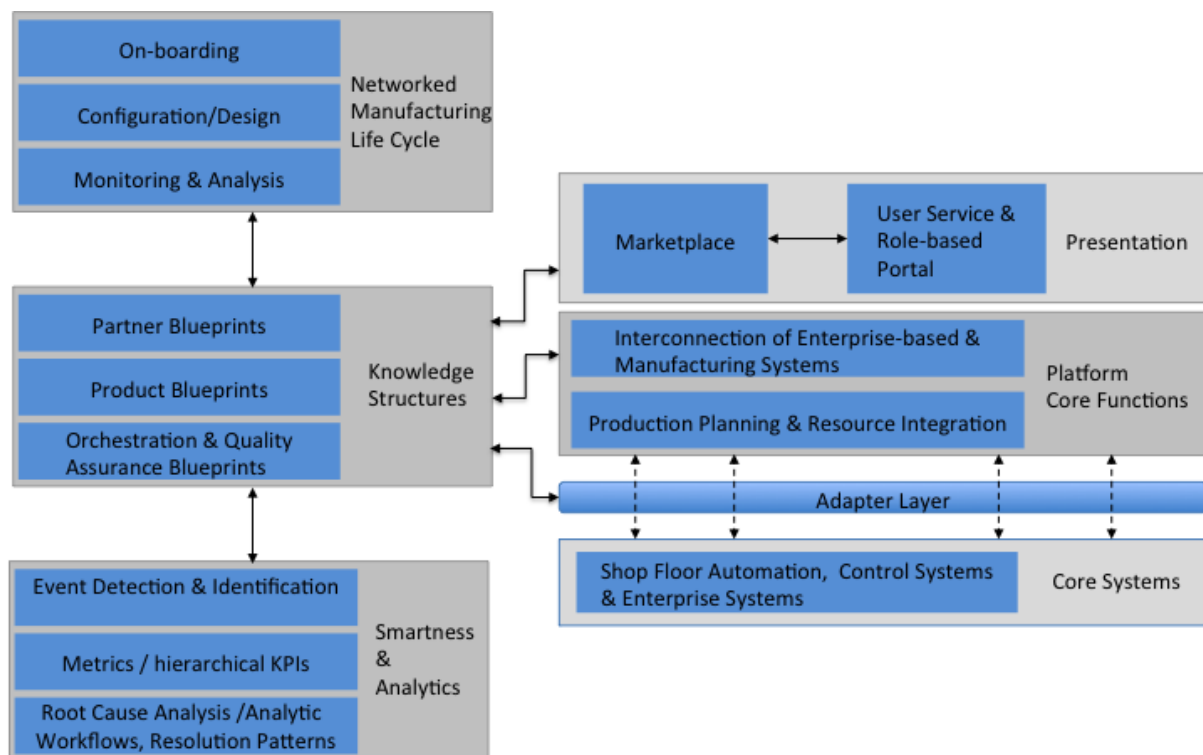 On-boarding
Configuration/Design
Monitoring & Analysis
Networked
Manufacturing
Life Cycle
Partner Blueprints
Product Blueprints
Orchestration & Quality
Assurance Blueprints
Knowledge
Structures
Event Detection & Identification
Metrics / hierarchical KPIs
Root Cause Analysis /Analytic
Workflows, Resolution Patterns
Smartness
&
Analytics
Marketplace
User Service &
Role-based
Portal
Presentation
Interconnection of Enterprise-based &
Manufacturing Systems
Production Planning & Resource Integration
Platform
Core Functions
Adapter Layer
Shop Floor Automation, Control Systems
& Enterprise Systems
Core Systems